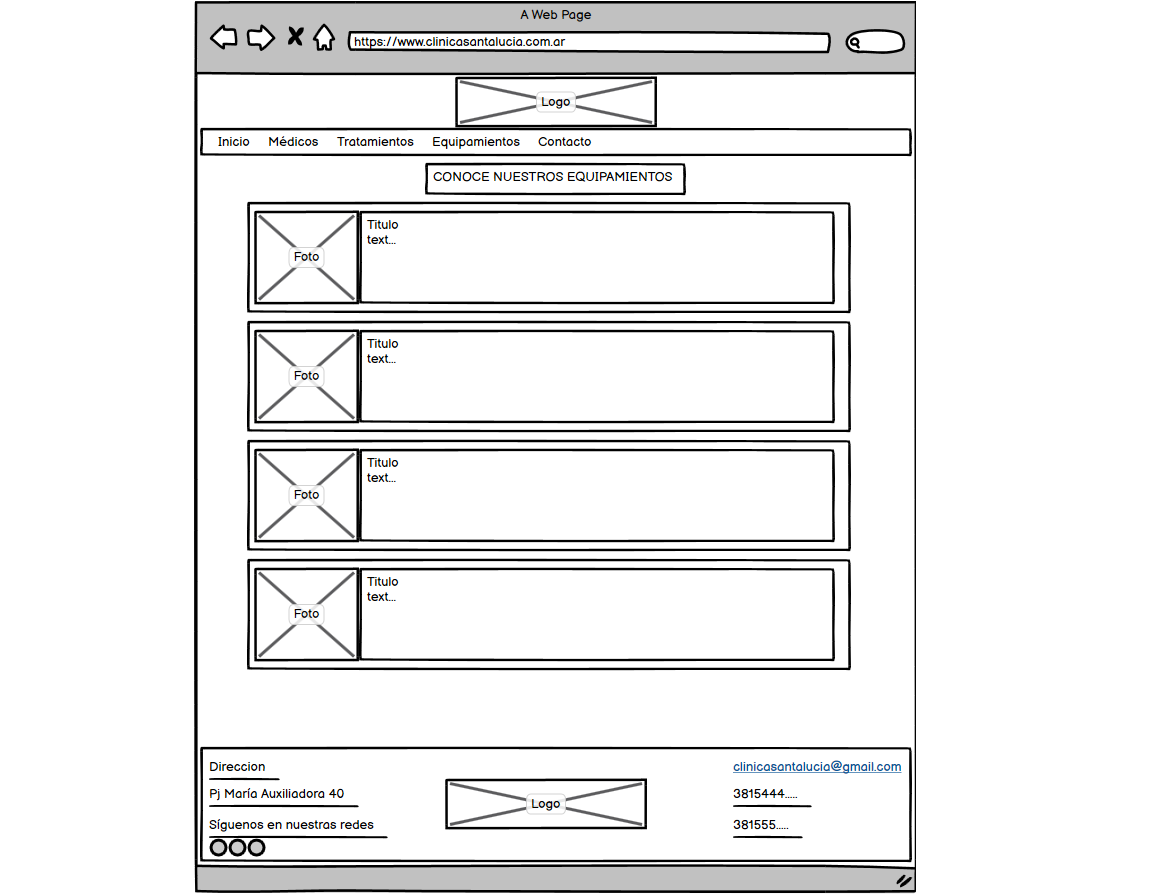 A Web Page
https://www.clinicasantalucia.com.ar
Logo
Inicio Médicos Tratamientos Equipamientos Contacto
CONOCE NUESTROS EQUIPAMIENTOS
Foto
Titulo
text...
Foto
Titulo
text...
Foto
Titulo
text...
Foto
Titulo
text...
Direccion
Pj María Auxiliadora 40
Síguenos en nuestras redes
Logo
clinicasantalucia@gmail.com
3815444.....
381555.....